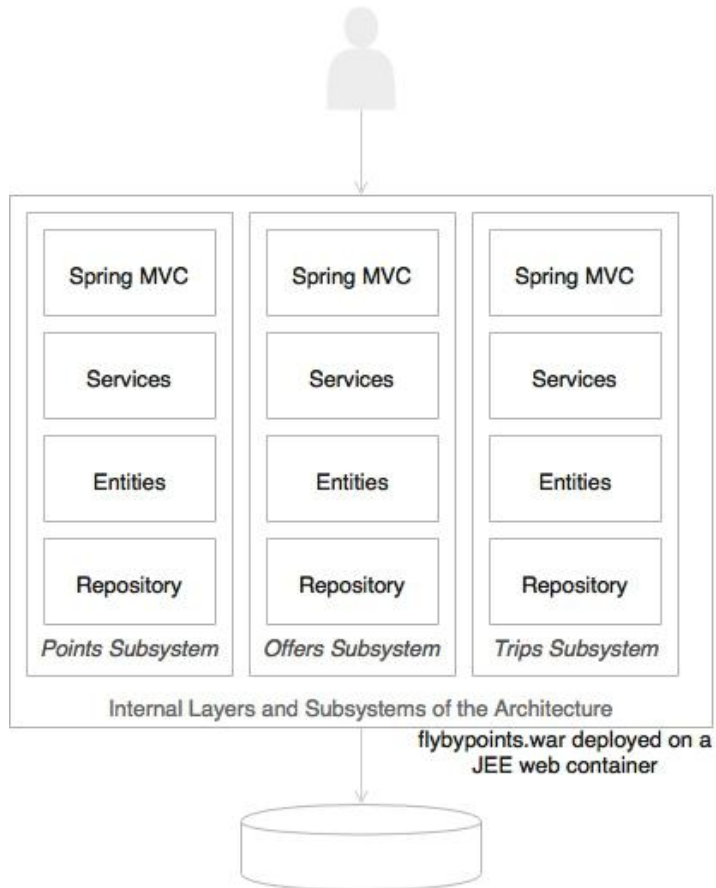 Spring MVC
Spring MVC
Spring MVC
Services
Services
Services
Entities
Entities
Entities
Repository
Repository
Repository
Points Subsystem
Offers Subsystem
Trips Subsystem
Internal Layers and Subsystems of the Architecture
flybypoints.war deployed on a
JEE web container